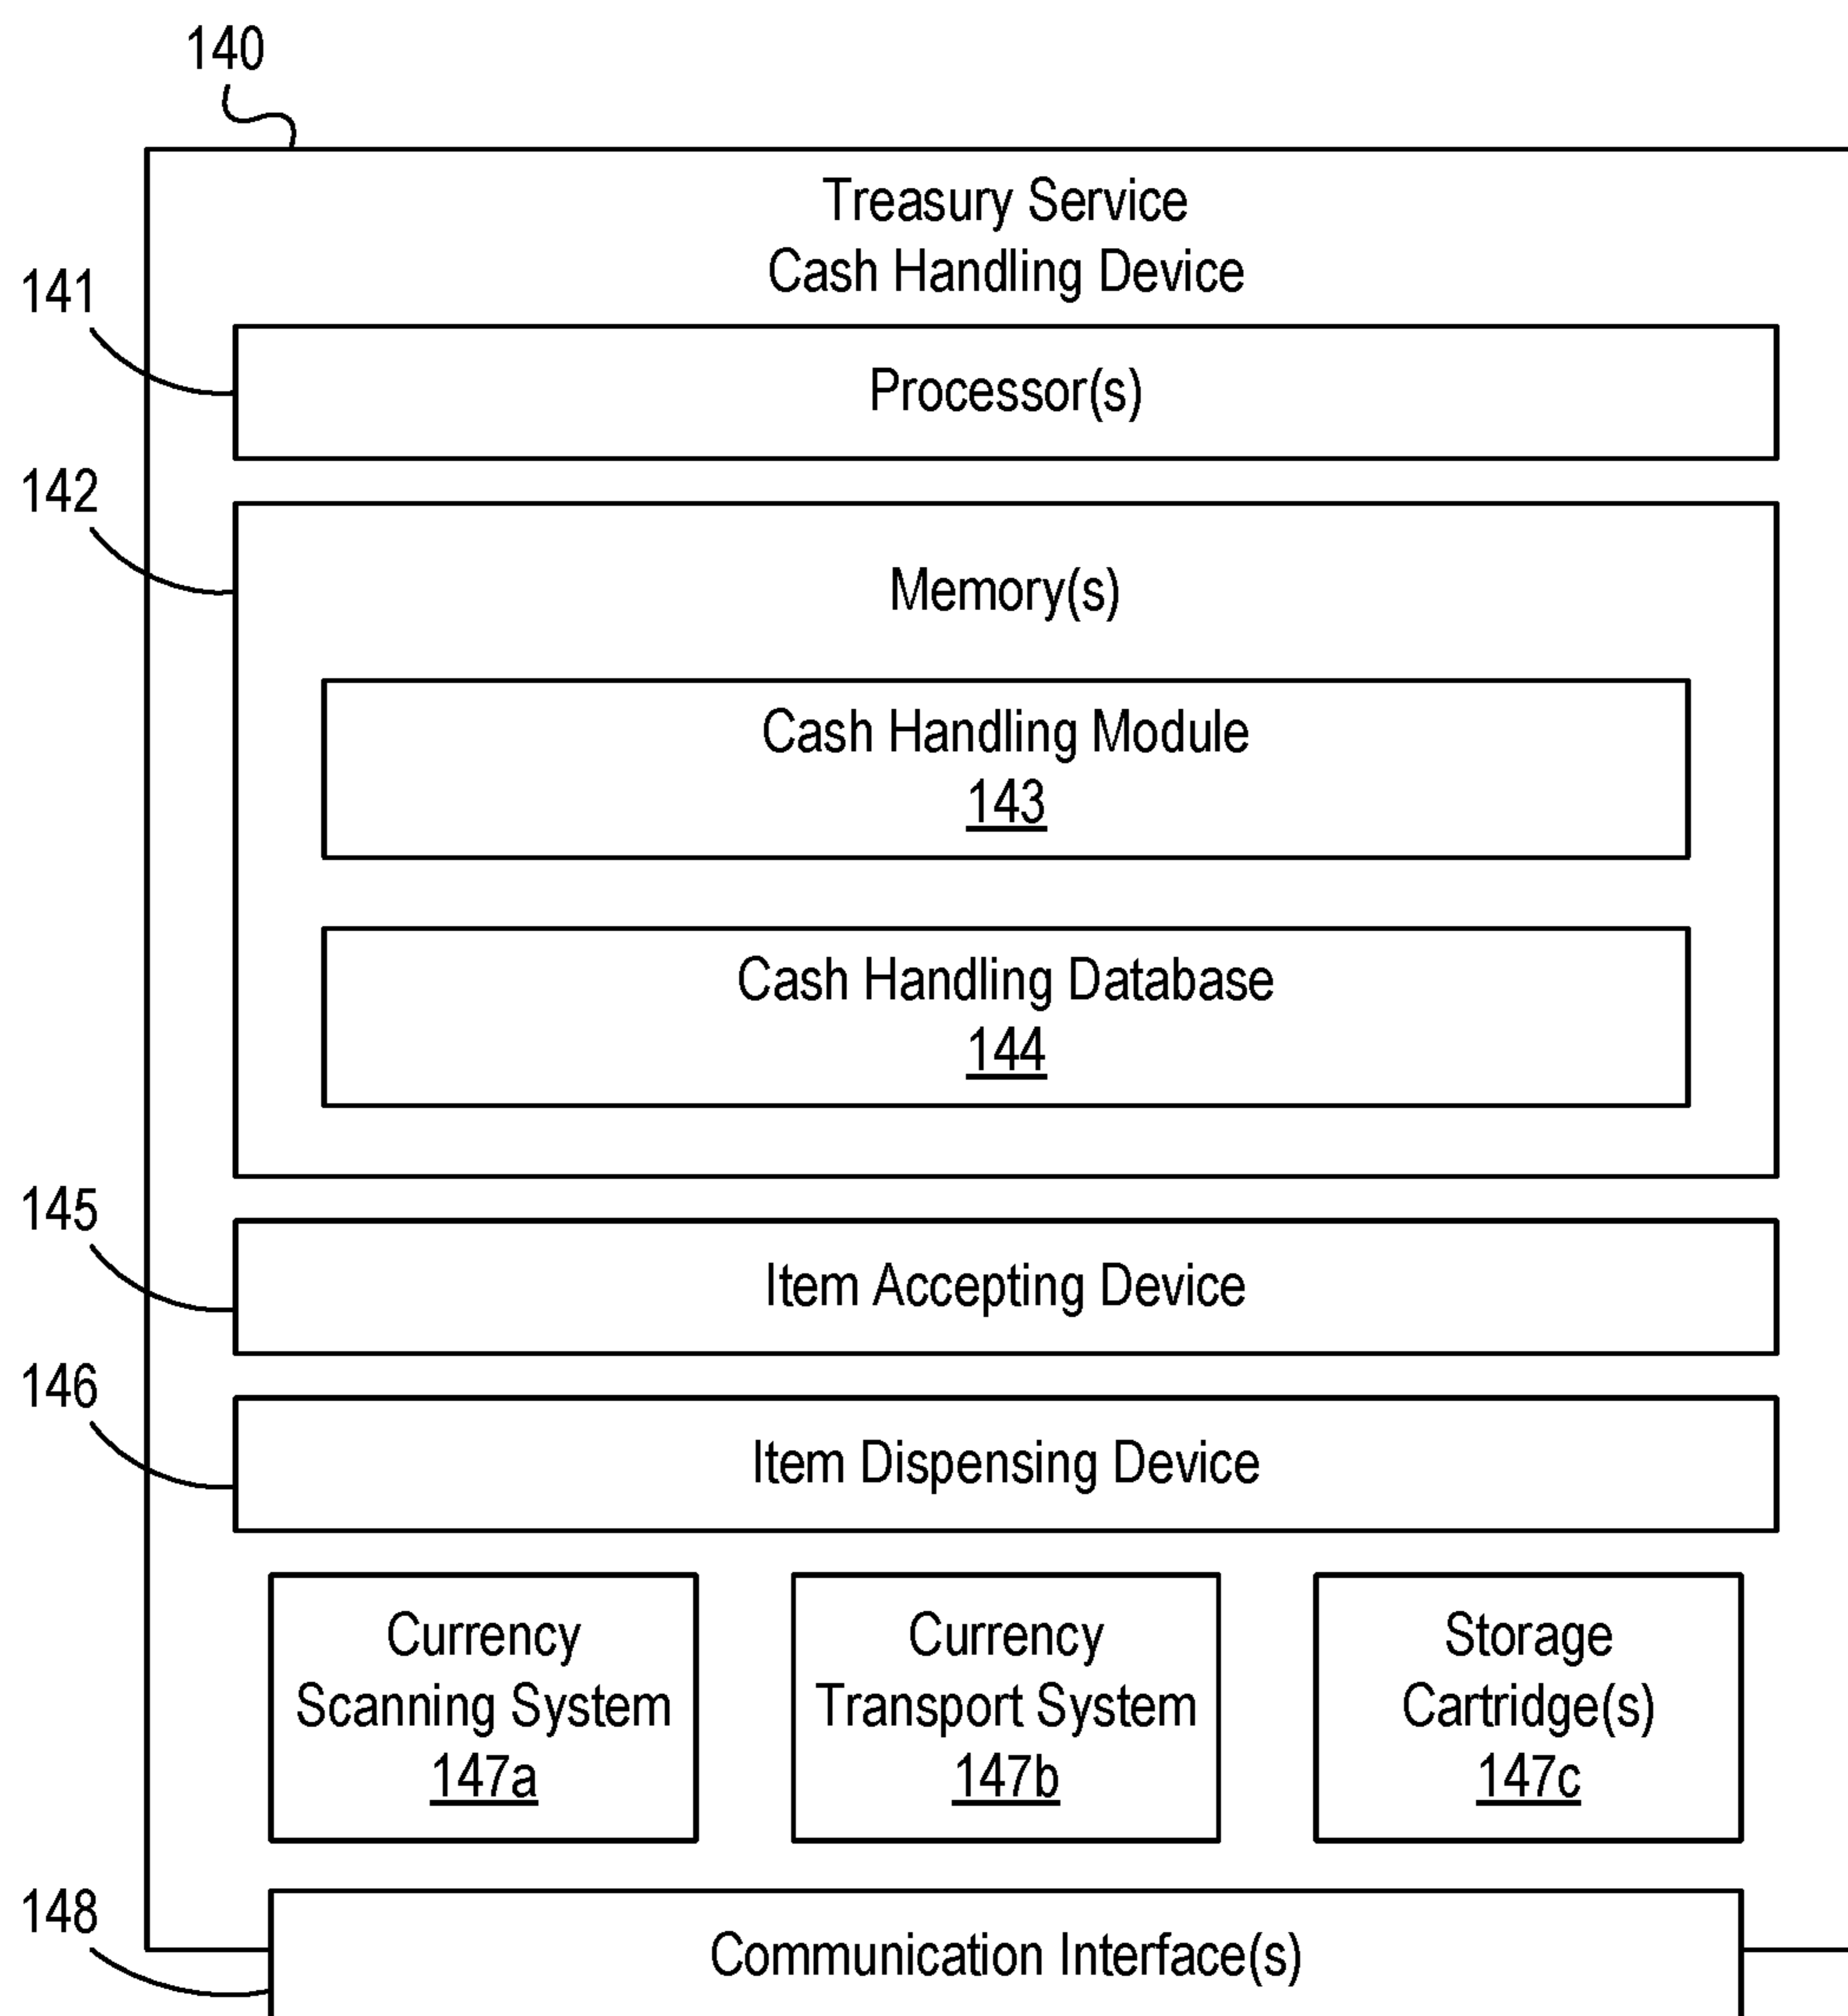 140
Treasury Service
Cash Handling Device
141
Processor(s)
142
Memory(s)
Cash Handling Module
143
Cash Handling Database
144
145
Item Accepting Device
146
Item Dispensing Device
Currency
Scanning System
147a
Currency
Transport System
147b
Storage
Cartridge(s)
147c
148
Communication Interface(s)